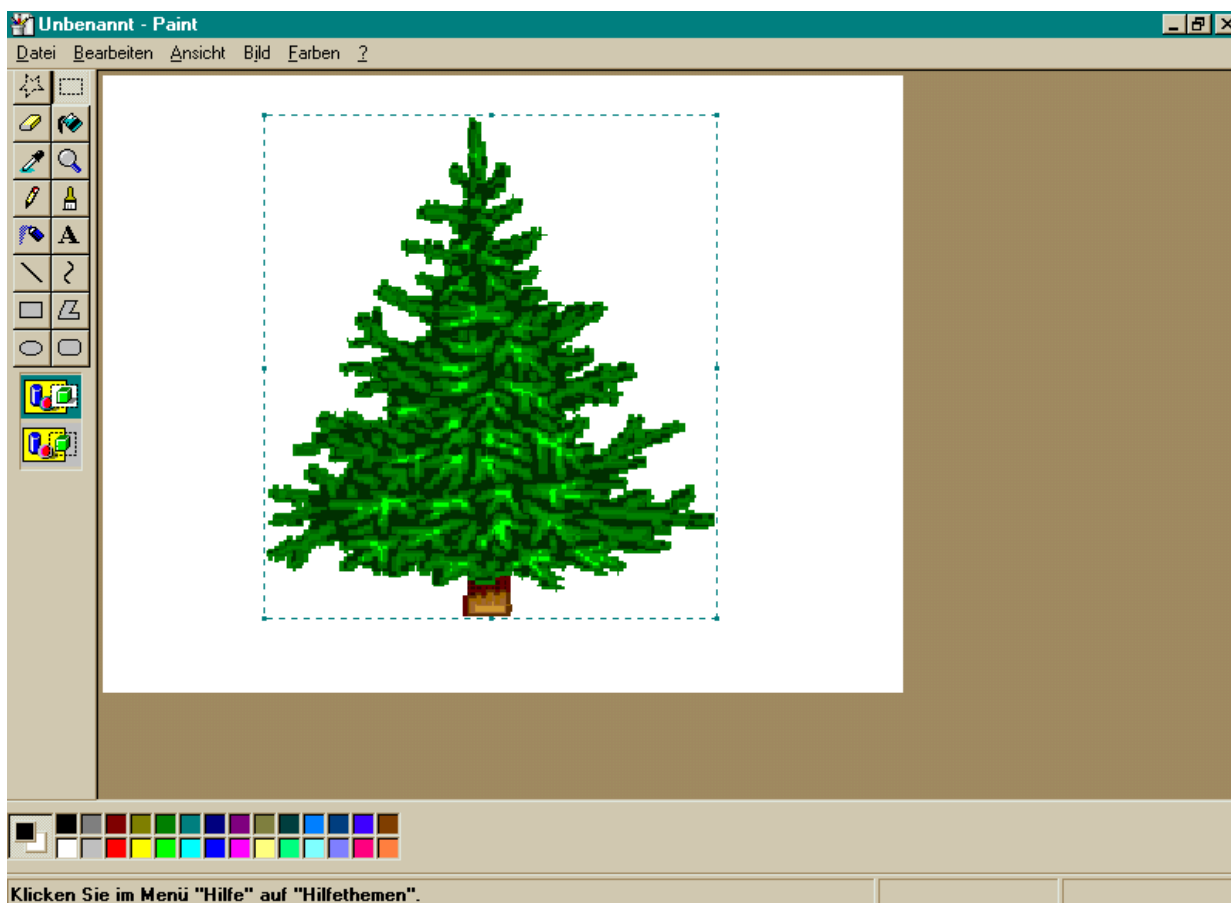 Unbenannt - Paint
Datei Bearbeiten Ansicht Bild Farben ?
A
Klicken Sie im Menü "Hilfe" auf "Hilfethemen".